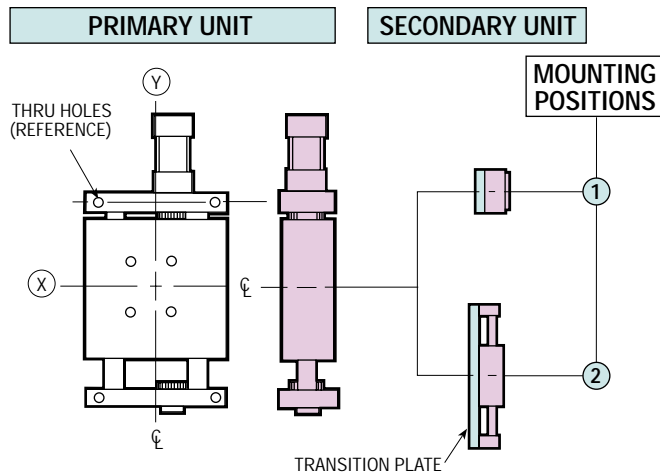 PRIMARY UNIT
SECONDARY UNIT
MOUNTING
POSITIONS
Y
THRU HOLES
(REFERENCE)
1
X
℄
2
℄
TRANSITION PLATE